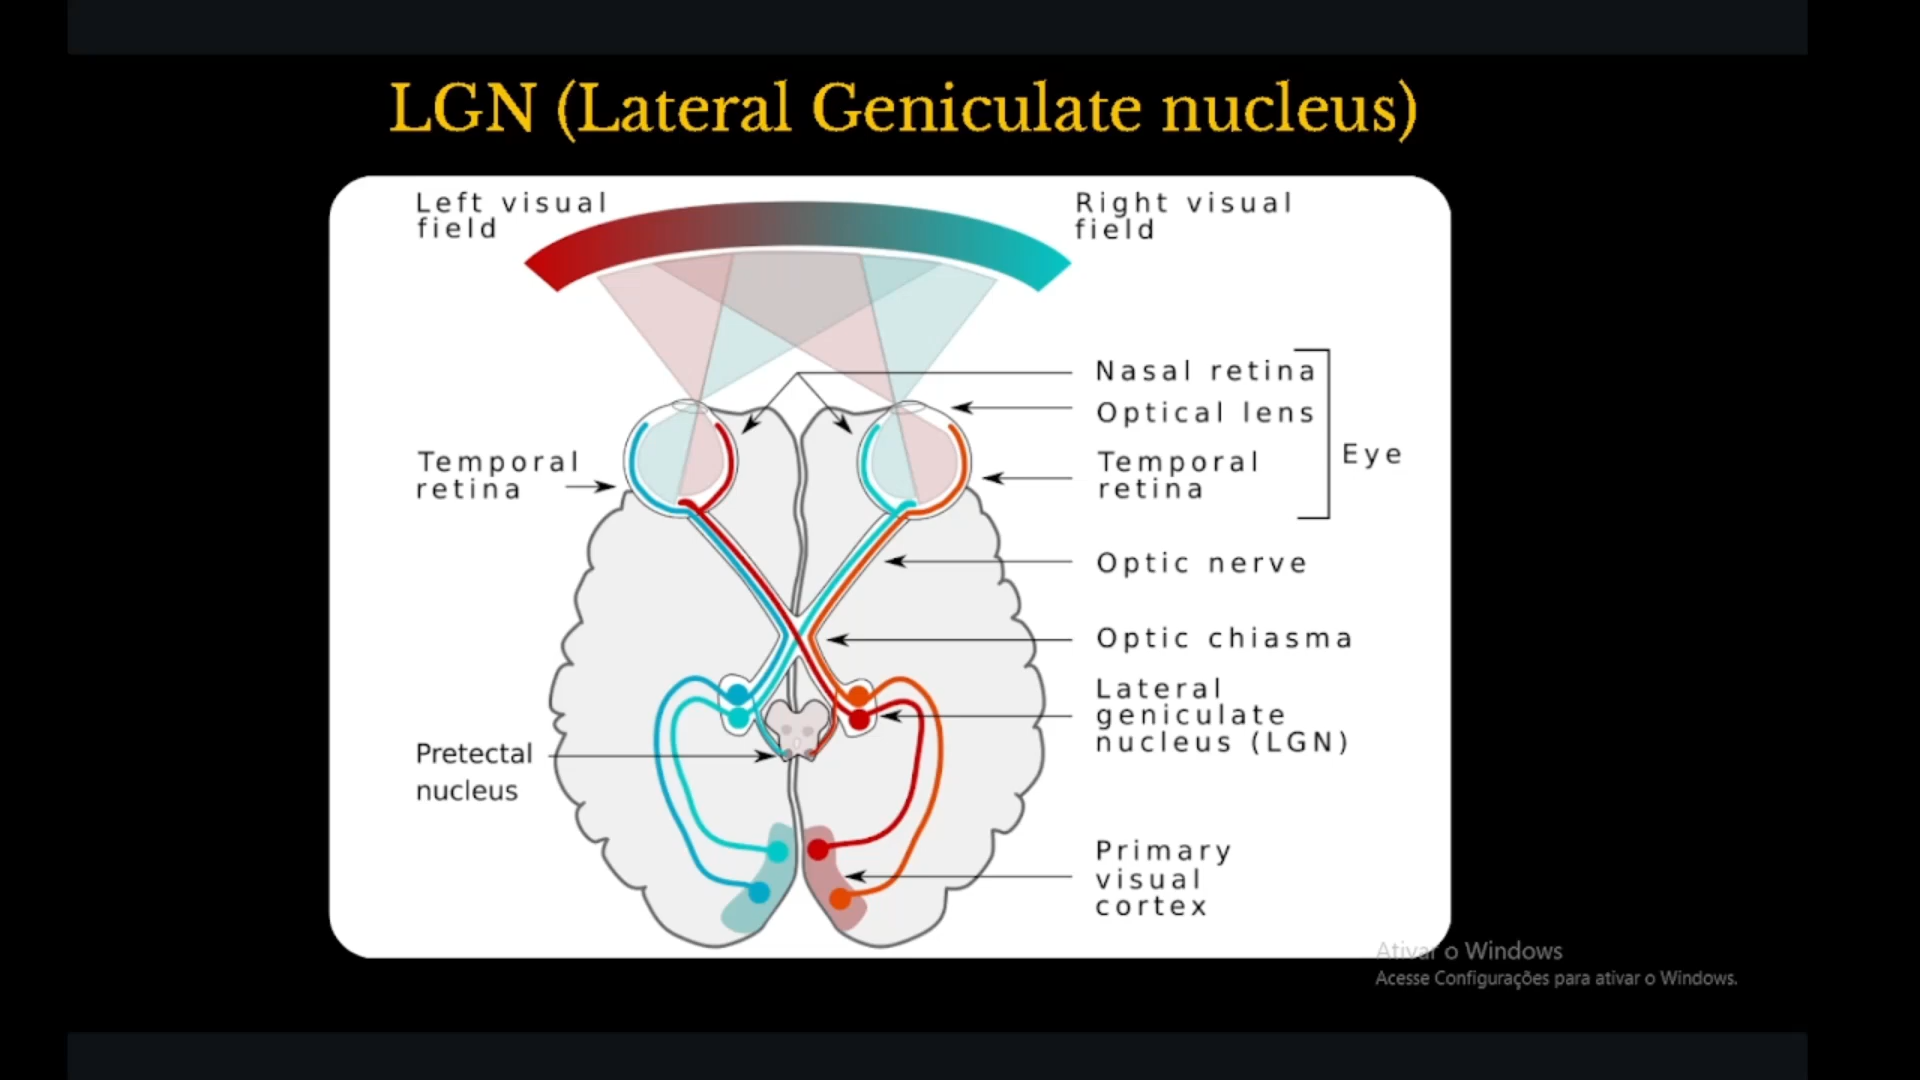 LGN (Lateral Geniculate nucleus)
Left visual
field
Right visual
field
Nasal retina
Optical lens
Temporal
retina
Eye
Temporal
retina
Optic nerve
Optic chiasma
Lateral
geniculate
nucleus (LGN)
Pretectal
nucleus
Primary
visual
cortex
Ativar o Windows
Acesse Configurações para ativar o Windows.